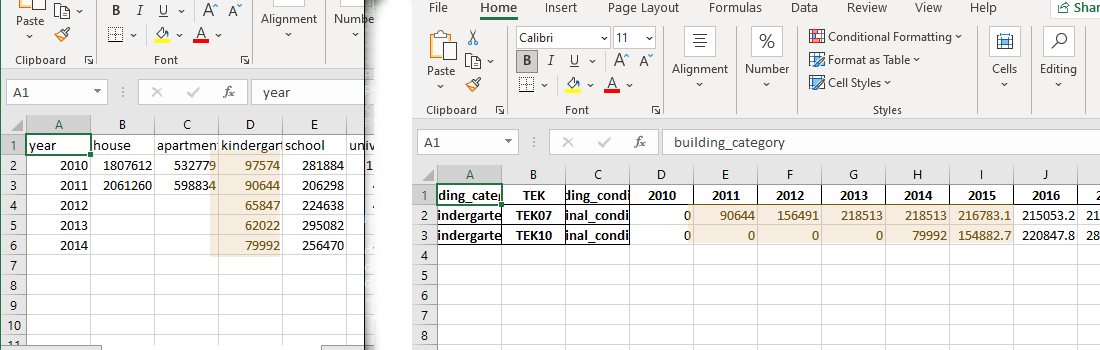 Paste
B I U A^ A˅
A
Alignment
Numbe
Clipboard
Font
A1 fx year
A B C D E
1 year house apartmen kindergar school univ
2 2010 1807612 532779 97574 281884 1
3 2011 2061260 598834 90644 206298
4 2012 65847 224638
5 2013 62022 295082
6 2014 79992 256470
7
8
9
10
11
File Home Insert Page Layout Formulas Data Review View Help Shar
Paste
Calibri 11
B I U A^ A˅
A
Alignment
%
Number
Conditional Formatting
Format as Table
Cell Styles
Cells
Editing
Clipboard
Font
Styles
A1 fx building_category
A B C D E F G H I J
1 ding_categ TEK ding_condi 2010 2011 2012 2013 2014 2015 2016 2
2 indergarte TEK07 inal_condi 0 90644 156491 218513 218513 216783.1 215053.2 21
3 indergarte TEK10 inal_condi 0 0 0 0 79992 154882.7 220847.8 28
4
5
6
7
8